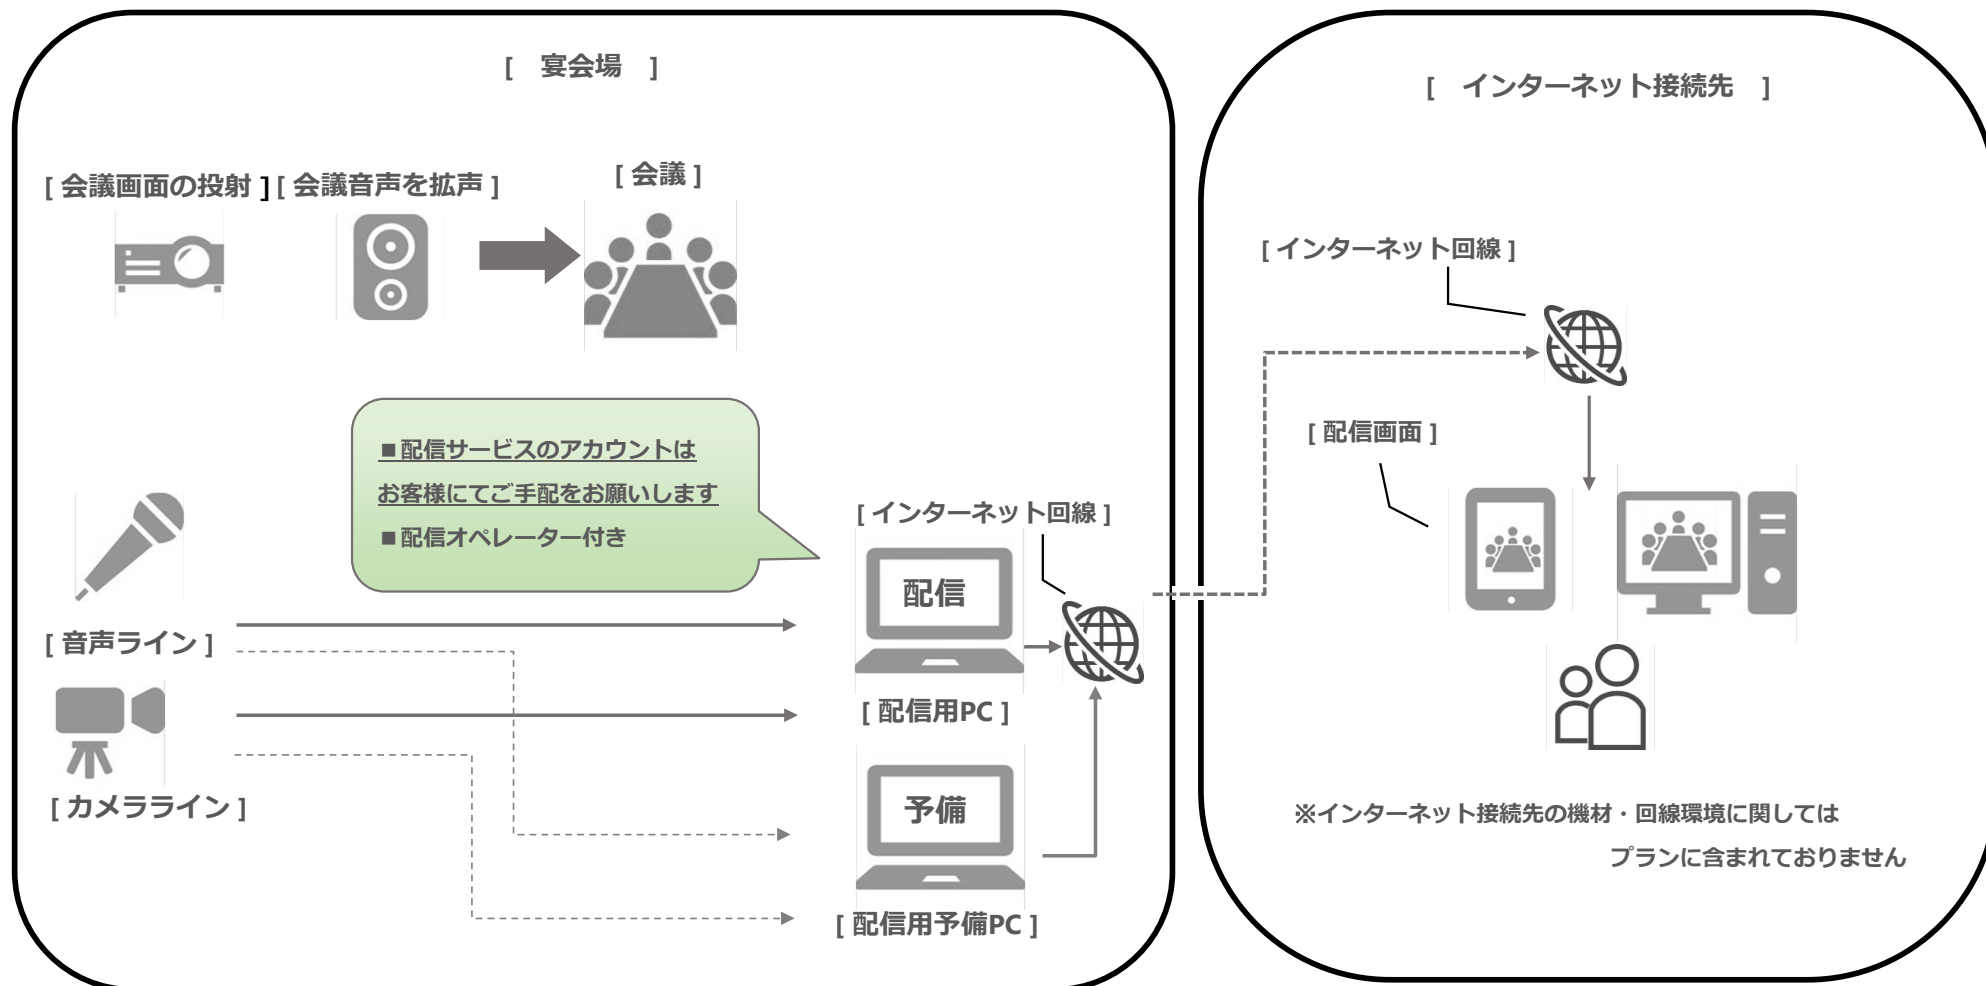 [　宴会場　]
[ 会議画面の投射 ]
[ 会議音声を拡声 ]
[ 会議 ]
■配信サービスのアカウントは
お客様にてご手配をお願いします
■配信オペレーター付き
[ インターネット回線 ]
配信
[ 音声ライン ]
[ 配信用PC ]
予備
[ カメラライン ]
[ 配信用予備PC ]
[　インターネット接続先　]
[ インターネット回線 ]
[ 配信画面 ]
※インターネット接続先の機材・回線環境に関しては
プランに含まれておりません